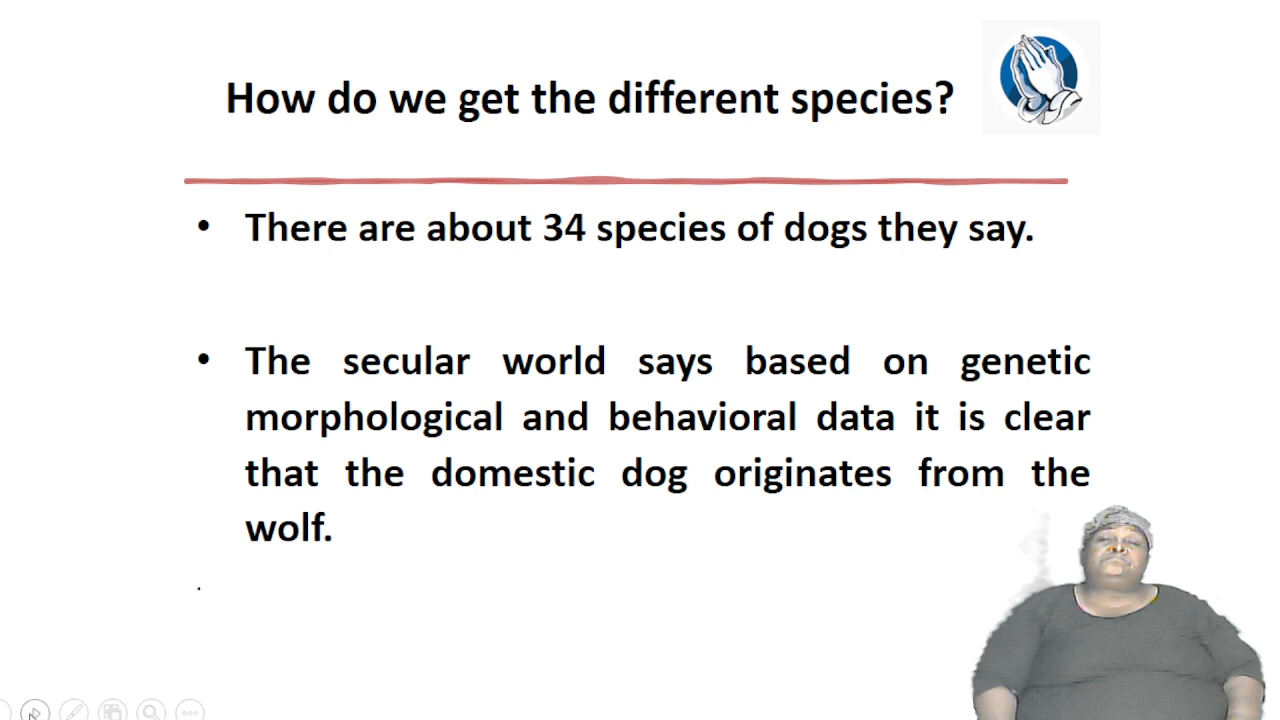 How do we get the different species?
• There are about 34 species of dogs they say.
• The secular world says based on genetic
morphological and behavioral data it is clear
that the domestic dog originates from the
wolf.
.